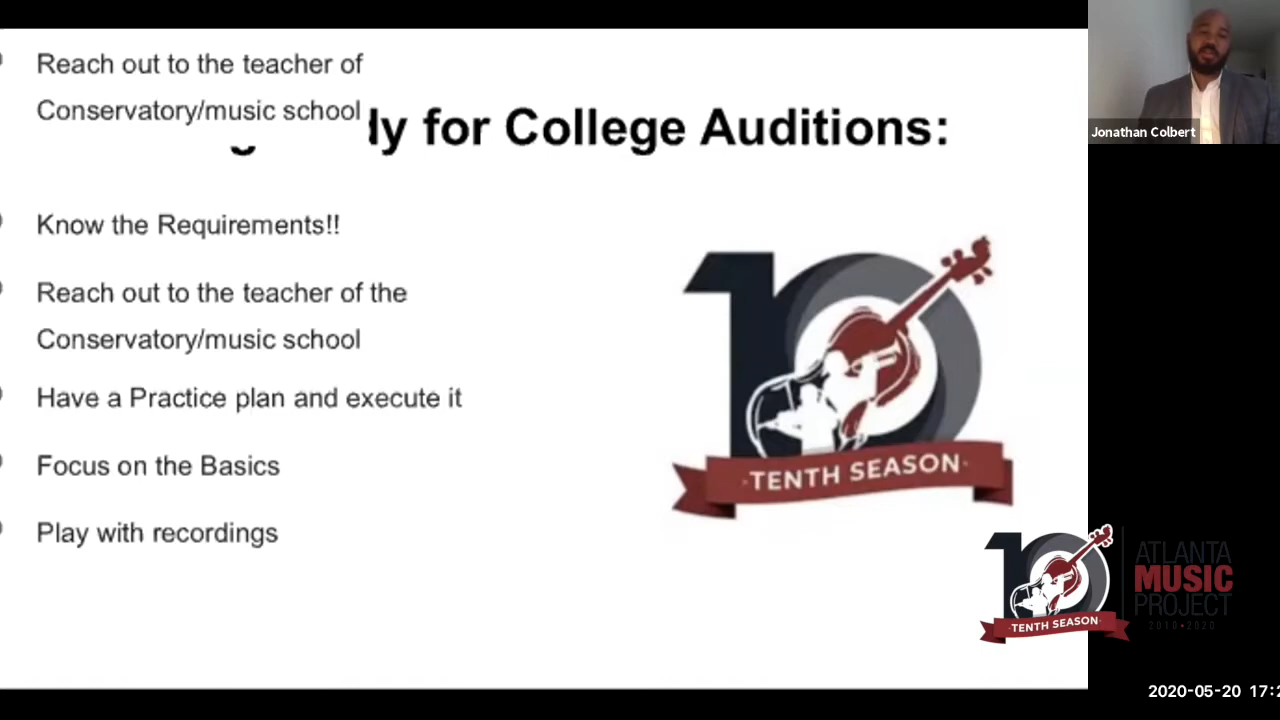 Reach out to the teacher of
Conservatory/music school
ly for College Auditions:
Know the Requirements!!
Reach out to the teacher of the
Conservatory/music school
Have a Practice plan and execute it
Focus on the Basics
Play with recordings
10
·TENTH SEASON·
Jonathan Colbert
10
·TENTH SEASON·
ATLANTA
MUSIC
PROJECT
2010•2020
2020-05-20 17:2